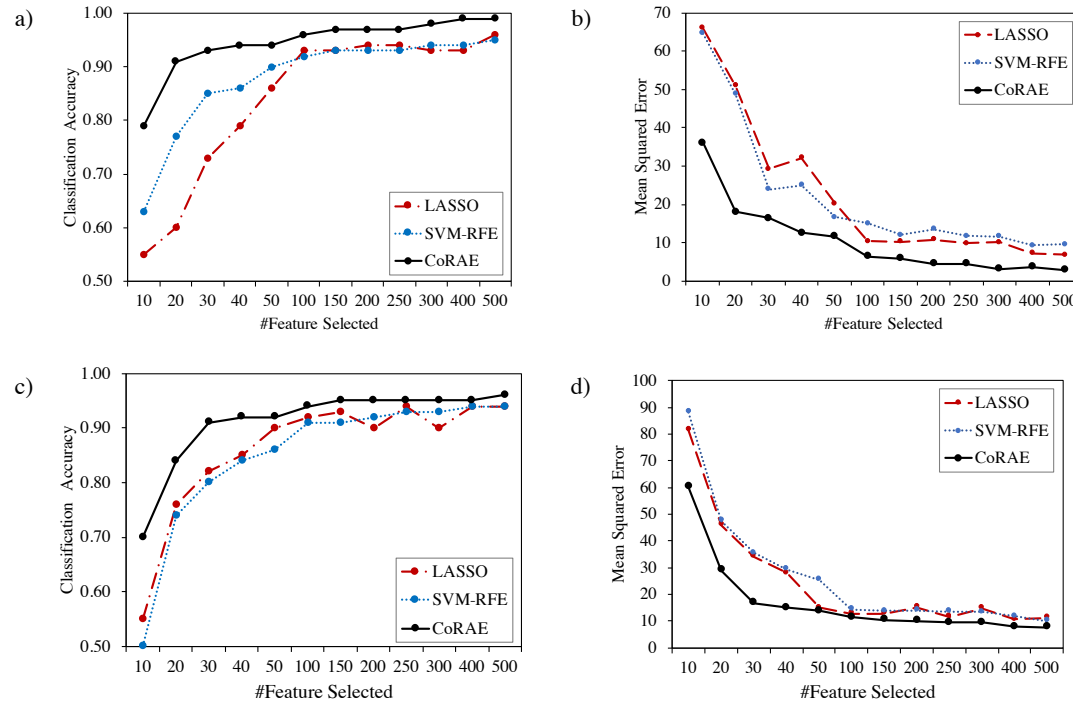 a)
Classification Accuracy
1.00
0.90
0.80
0.70
0.60
0.50
10 20 30 40 50 100 150 200 250 300 400 500
#Feature Selected
LASSO
SVM-RFE
CoRAE
b)
Mean Squared Error
70
60
50
40
30
20
10
0
10 20 30 40 50 100 150 200 250 300 400 500
#Feature Selected
LASSO
SVM-RFE
CoRAE
c)
Classification Accuracy
1.00
0.90
0.80
0.70
0.60
0.50
10 20 30 40 50 100 150 200 250 300 400 500
#Feature Selected
LASSO
SVM-RFE
CoRAE
d)
Mean Squared Error
100
90
80
70
60
50
40
30
20
10
0
10 20 30 40 50 100 150 200 250 300 400 500
#Feature Selected
LASSO
SVM-RFE
CoRAE